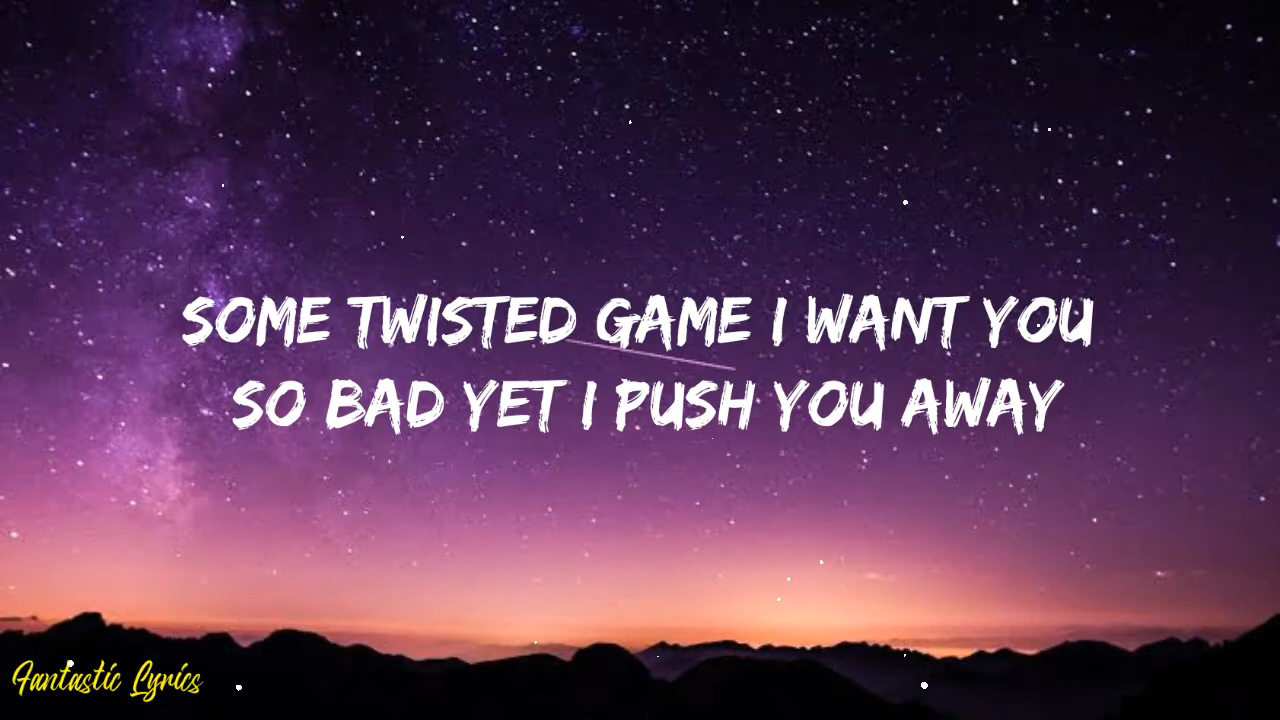 SOME TWISTED GAME I WANT YOU
SO BAD YET I PUSH YOU AWAY
Fantastic Lyrics